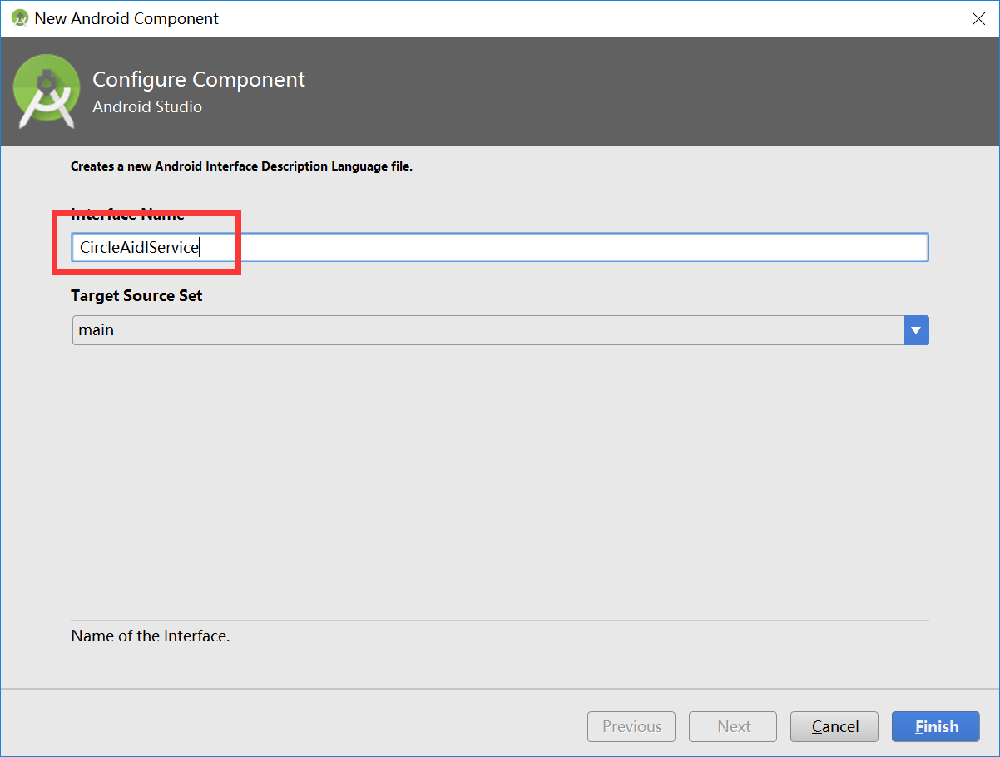 New Android Component
Configure Component
Android Studio
Creates a new Android Interface Description Language file.
Interface Name
CircleAidlService
Target Source Set
main
Name of the Interface.
Previous
Next
Cancel
Finish